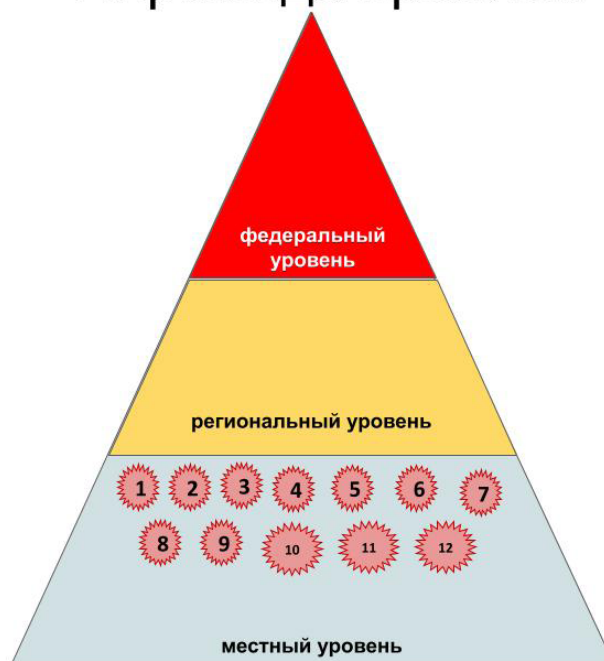 федеральный
уровень
региональный уровень
1 2 3 4 5 6 7
8 9 10 11 12
местный уровень